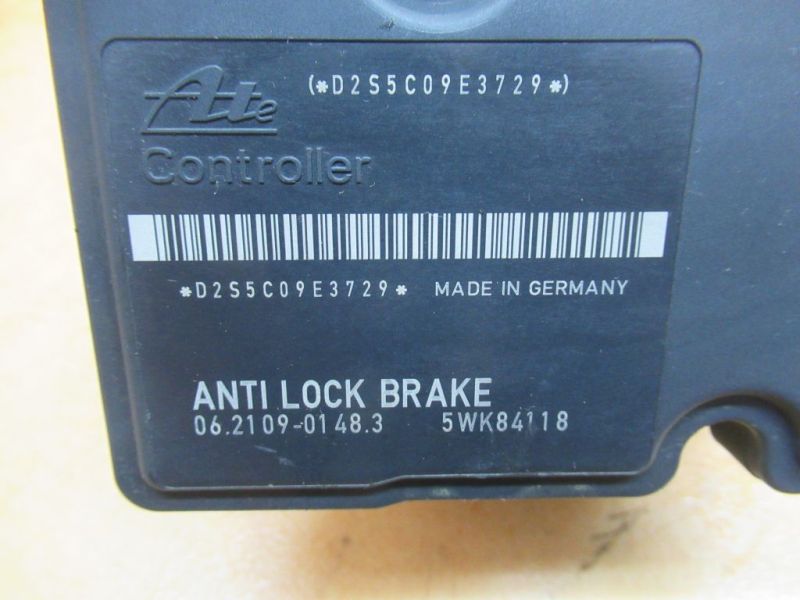 (*D2S5C09E3729*)
Ate
Controller
*D2S5C09E3729* MADE IN GERMANY
ANTI LOCK BRAKE
06.2109-0148.3 5WK84118